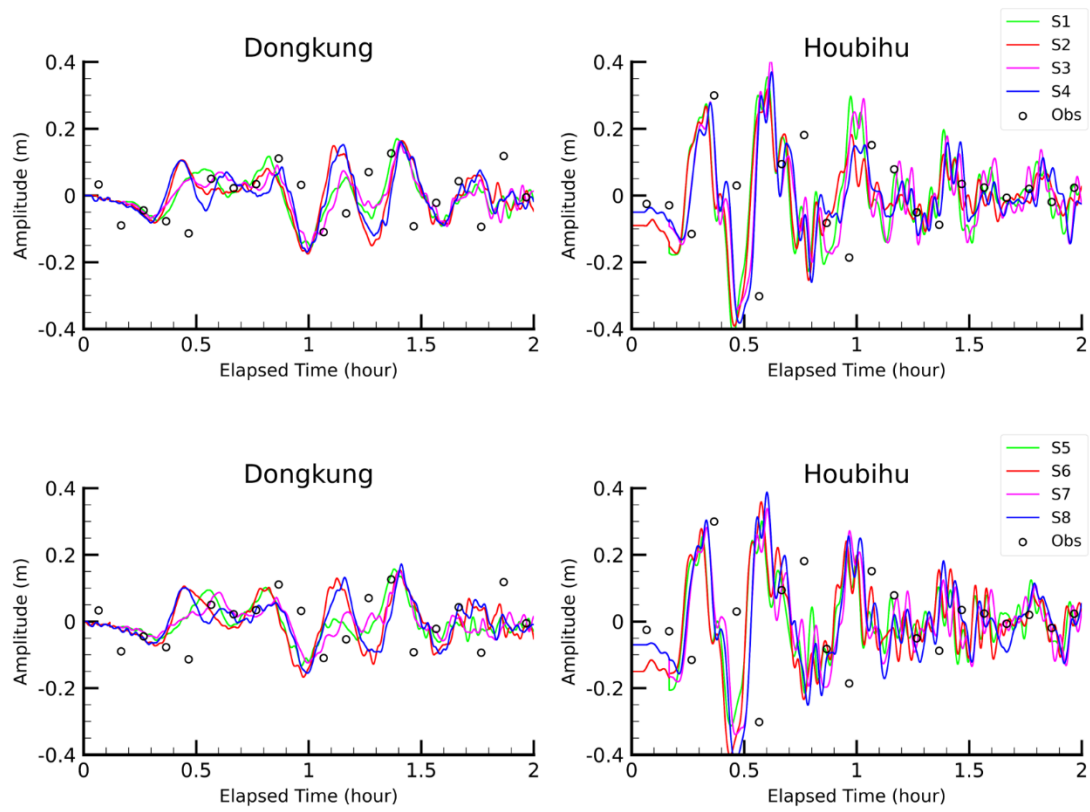 Dongkung
Houbihu
S1
S2
S3
S4
Obs
Amplitude (m)
0.4
0.2
0
-0.2
-0.4
0 0.5 1 1.5 2
Elapsed Time (hour)
Amplitude (m)
0.4
0.2
0
-0.2
-0.4
0 0.5 1 1.5 2
Elapsed Time (hour)
Dongkung
Houbihu
S5
S6
S7
S8
Obs
Amplitude (m)
0.4
0.2
0
-0.2
-0.4
0 0.5 1 1.5 2
Elapsed Time (hour)
Amplitude (m)
0.4
0.2
0
-0.2
-0.4
0 0.5 1 1.5 2
Elapsed Time (hour)